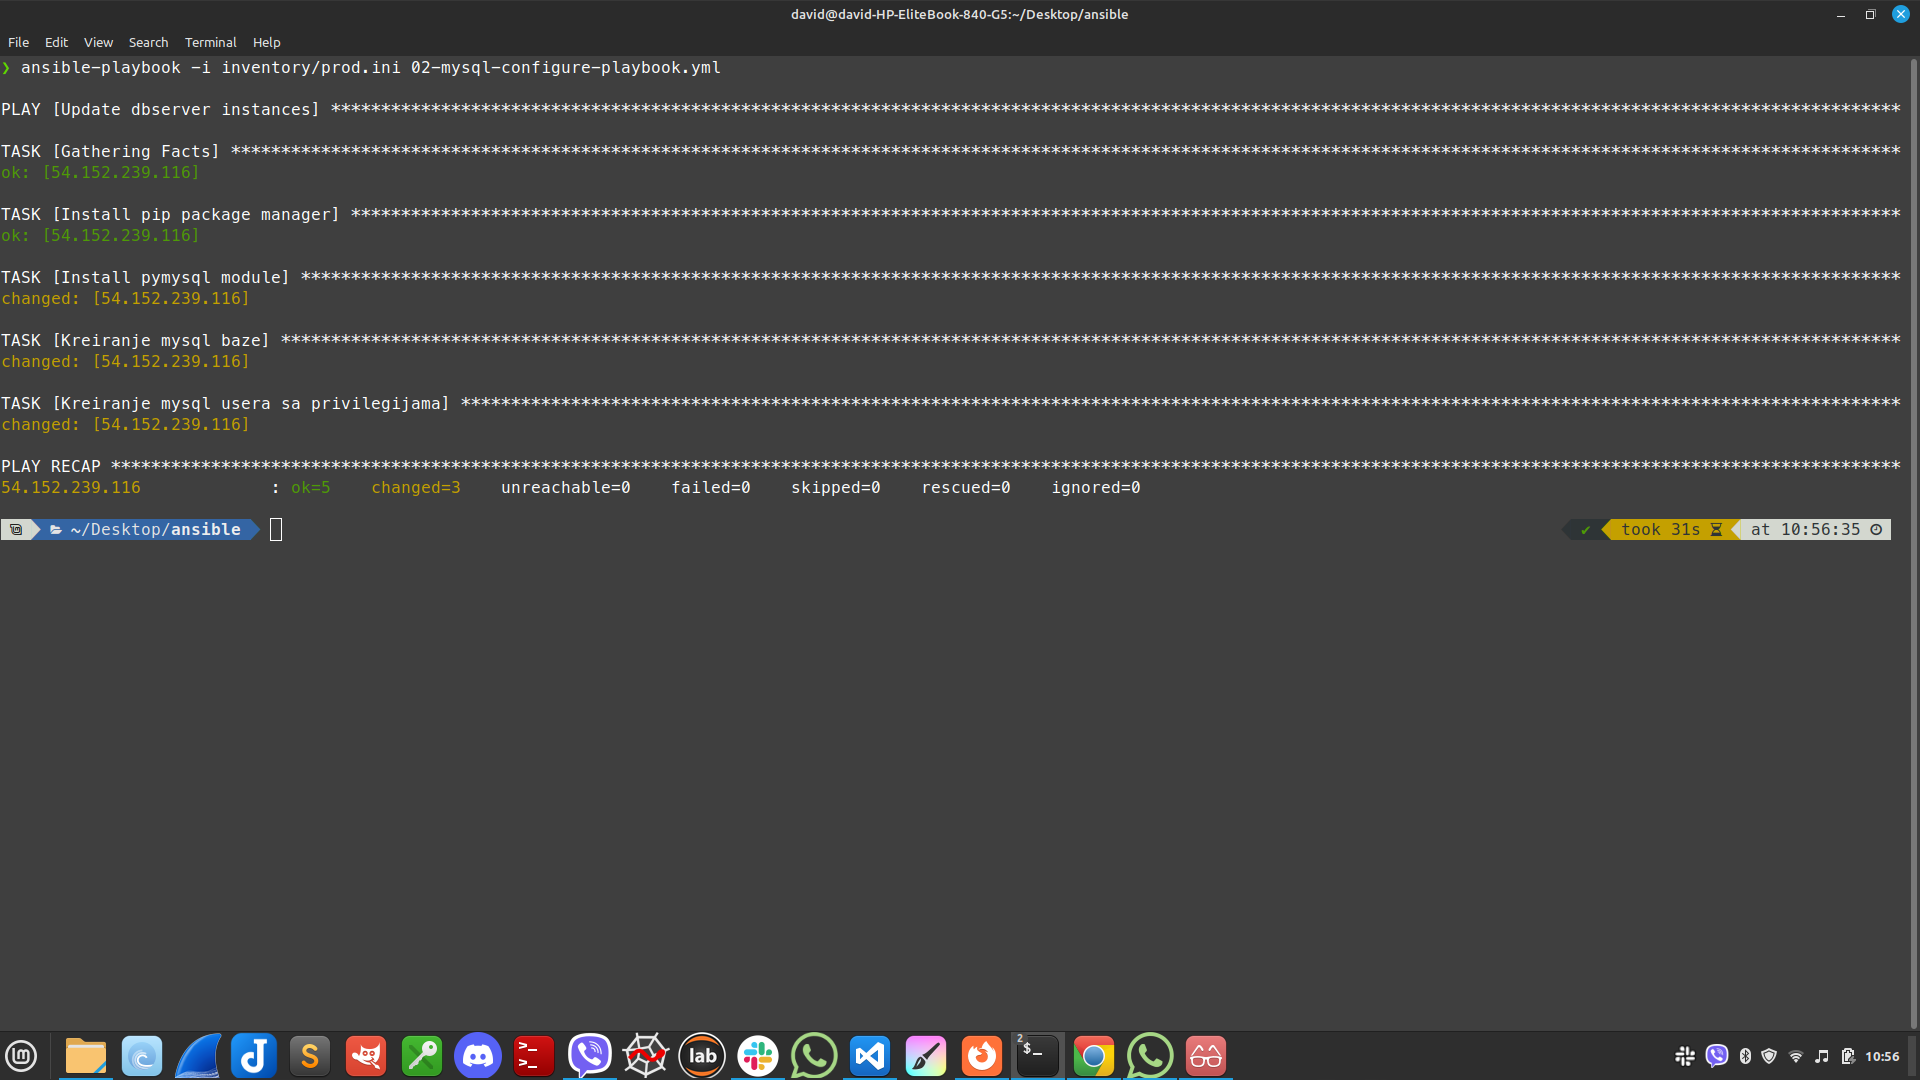 david@david-HP-EliteBook-840-G5:~/Desktop/ansible
File Edit View Search Terminal Help
❯ ansible-playbook -i inventory/prod.ini 02-mysql-configure-playbook.yml
PLAY [Update dbserver instances] *************************************************************************************************************************************************************
TASK [Gathering Facts] ***********************************************************************************************************************************************************************
ok: [54.152.239.116]
TASK [Install pip package manager] ***********************************************************************************************************************************************************
ok: [54.152.239.116]
TASK [Install pymysql module] ****************************************************************************************************************************************************************
changed: [54.152.239.116]
TASK [Kreiranje mysql baze] ******************************************************************************************************************************************************************
changed: [54.152.239.116]
TASK [Kreiranje mysql usera sa privilegijama] ************************************************************************************************************************************************
changed: [54.152.239.116]
PLAY RECAP ***********************************************************************************************************************************************************************************
54.152.239.116 : ok=5 changed=3 unreachable=0 failed=0 skipped=0 rescued=0 ignored=0
~/Desktop/ansible ✔ took 31s at 10:56:35
S >_ lab 2 $_ 10:56